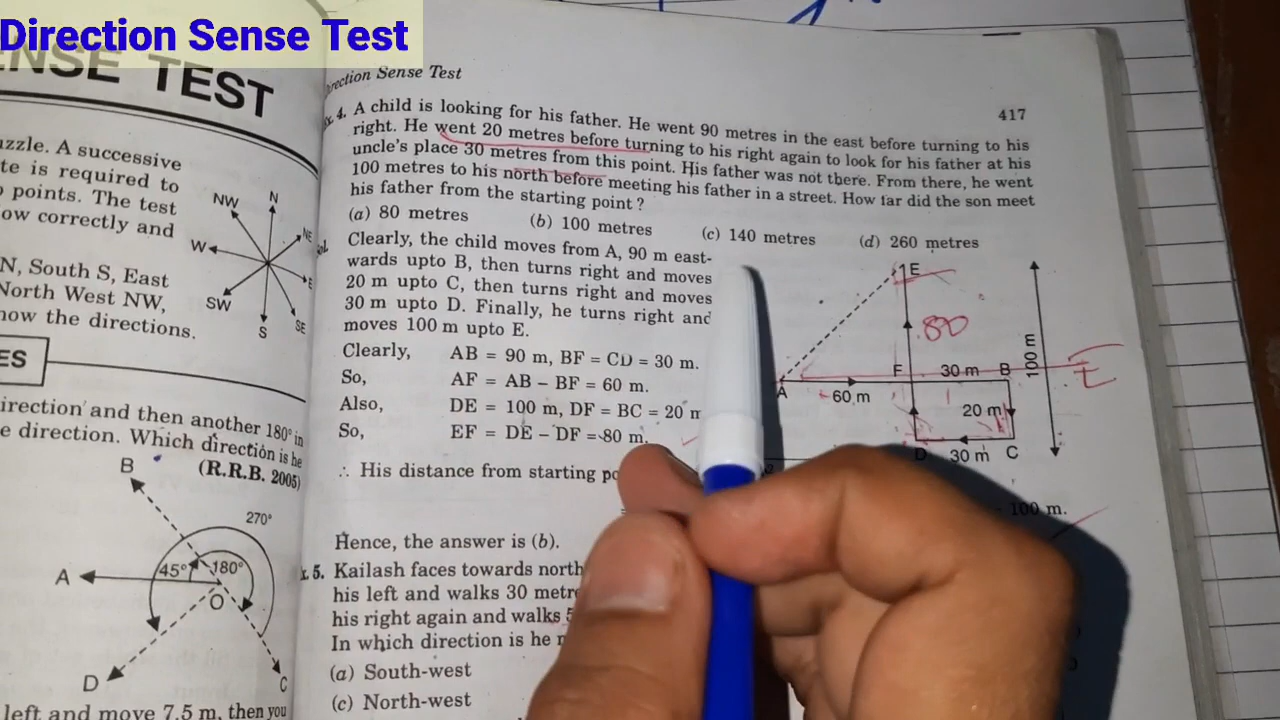 Direction Sense Test
ENSE TEST
puzzle. A successive
te is required to
points. The test
ow correctly and
N, South S, East
North West NW,
now the directions.
NW
N
NE
W
E
SW
S
SE
ES
direction and then another 180° in
e direction. Which direction is he
(R.R.B. 2005)
B
270°
A
45°
180°
O
D
C
left and move 7.5 m, then you
Direction Sense Test
417
Ex. 4. A child is looking for his father. He went 90 metres in the east before turning to his
right. He went 20 metres before turning to his right again to look for his father at his
uncle's place 30 metres from this point. His father was not there. From there, he went
100 metres to his north before meeting his father in a street. How far did the son meet
his father from the starting point ?
(a) 80 metres
(b) 100 metres
(c) 140 metres
(d) 260 metres
Clearly, the child moves from A, 90 m east-
wards upto B, then turns right and moves
20 m upto C, then turns right and moves
30 m upto D. Finally, he turns right and
moves 100 m upto E.
Clearly, AB = 90 m, BF = CD = 30 m.
So, AF = AB – BF = 60 m.
Also, DE = 100 m, DF = BC = 20 m
So, EF = DE – DF = 80 m.
∴ His distance from starting po
- 100 m.
Hence, the answer is (b).
E
80
F
30 m
B
100 m
E
A
60 m
20 m
D
30 m
C
Ex. 5. Kailash faces towards north
his left and walks 30 metre
his right again and walks 5
In which direction is he
(a) South-west
(c) North-west